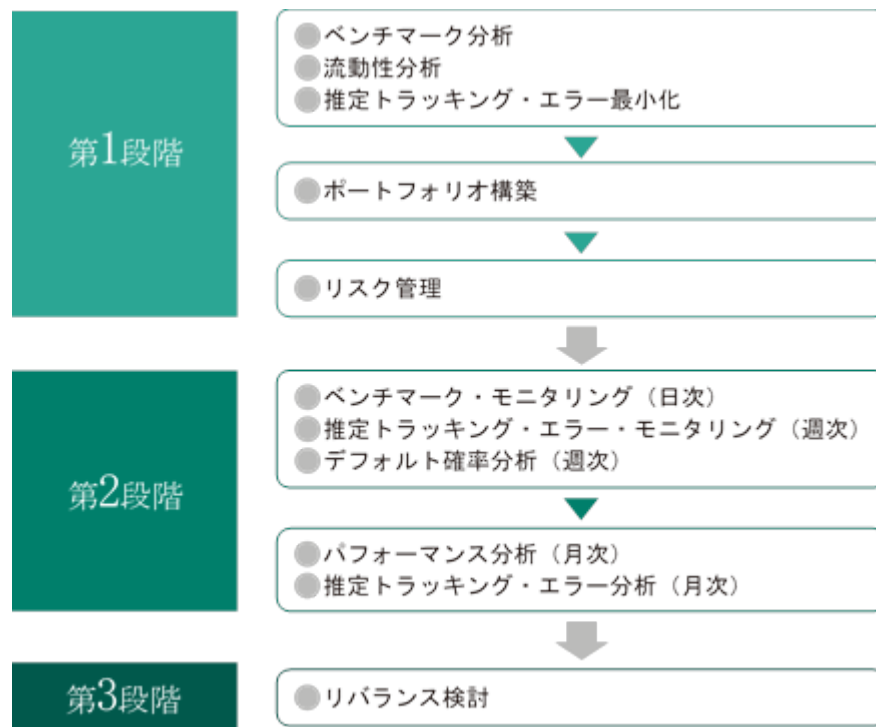 第1段階
●ベンチマーク分析
●流動性分析
●推定トラッキング・エラー最小化
●ポートフォリオ構築
●リスク管理
第2段階
●ベンチマーク・モニタリング（日次）
●推定トラッキング・エラー・モニタリング（週次）
●デフォルト確率分析（週次）
●パフォーマンス分析（月次）
●推定トラッキング・エラー分析（月次）
第3段階
●リバランス検討